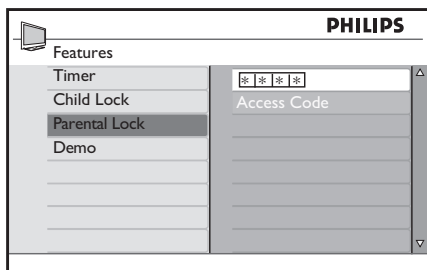 PHILIPS
Features
Timer
Child Lock
Parental Lock
Demo
* * * *
Access Code